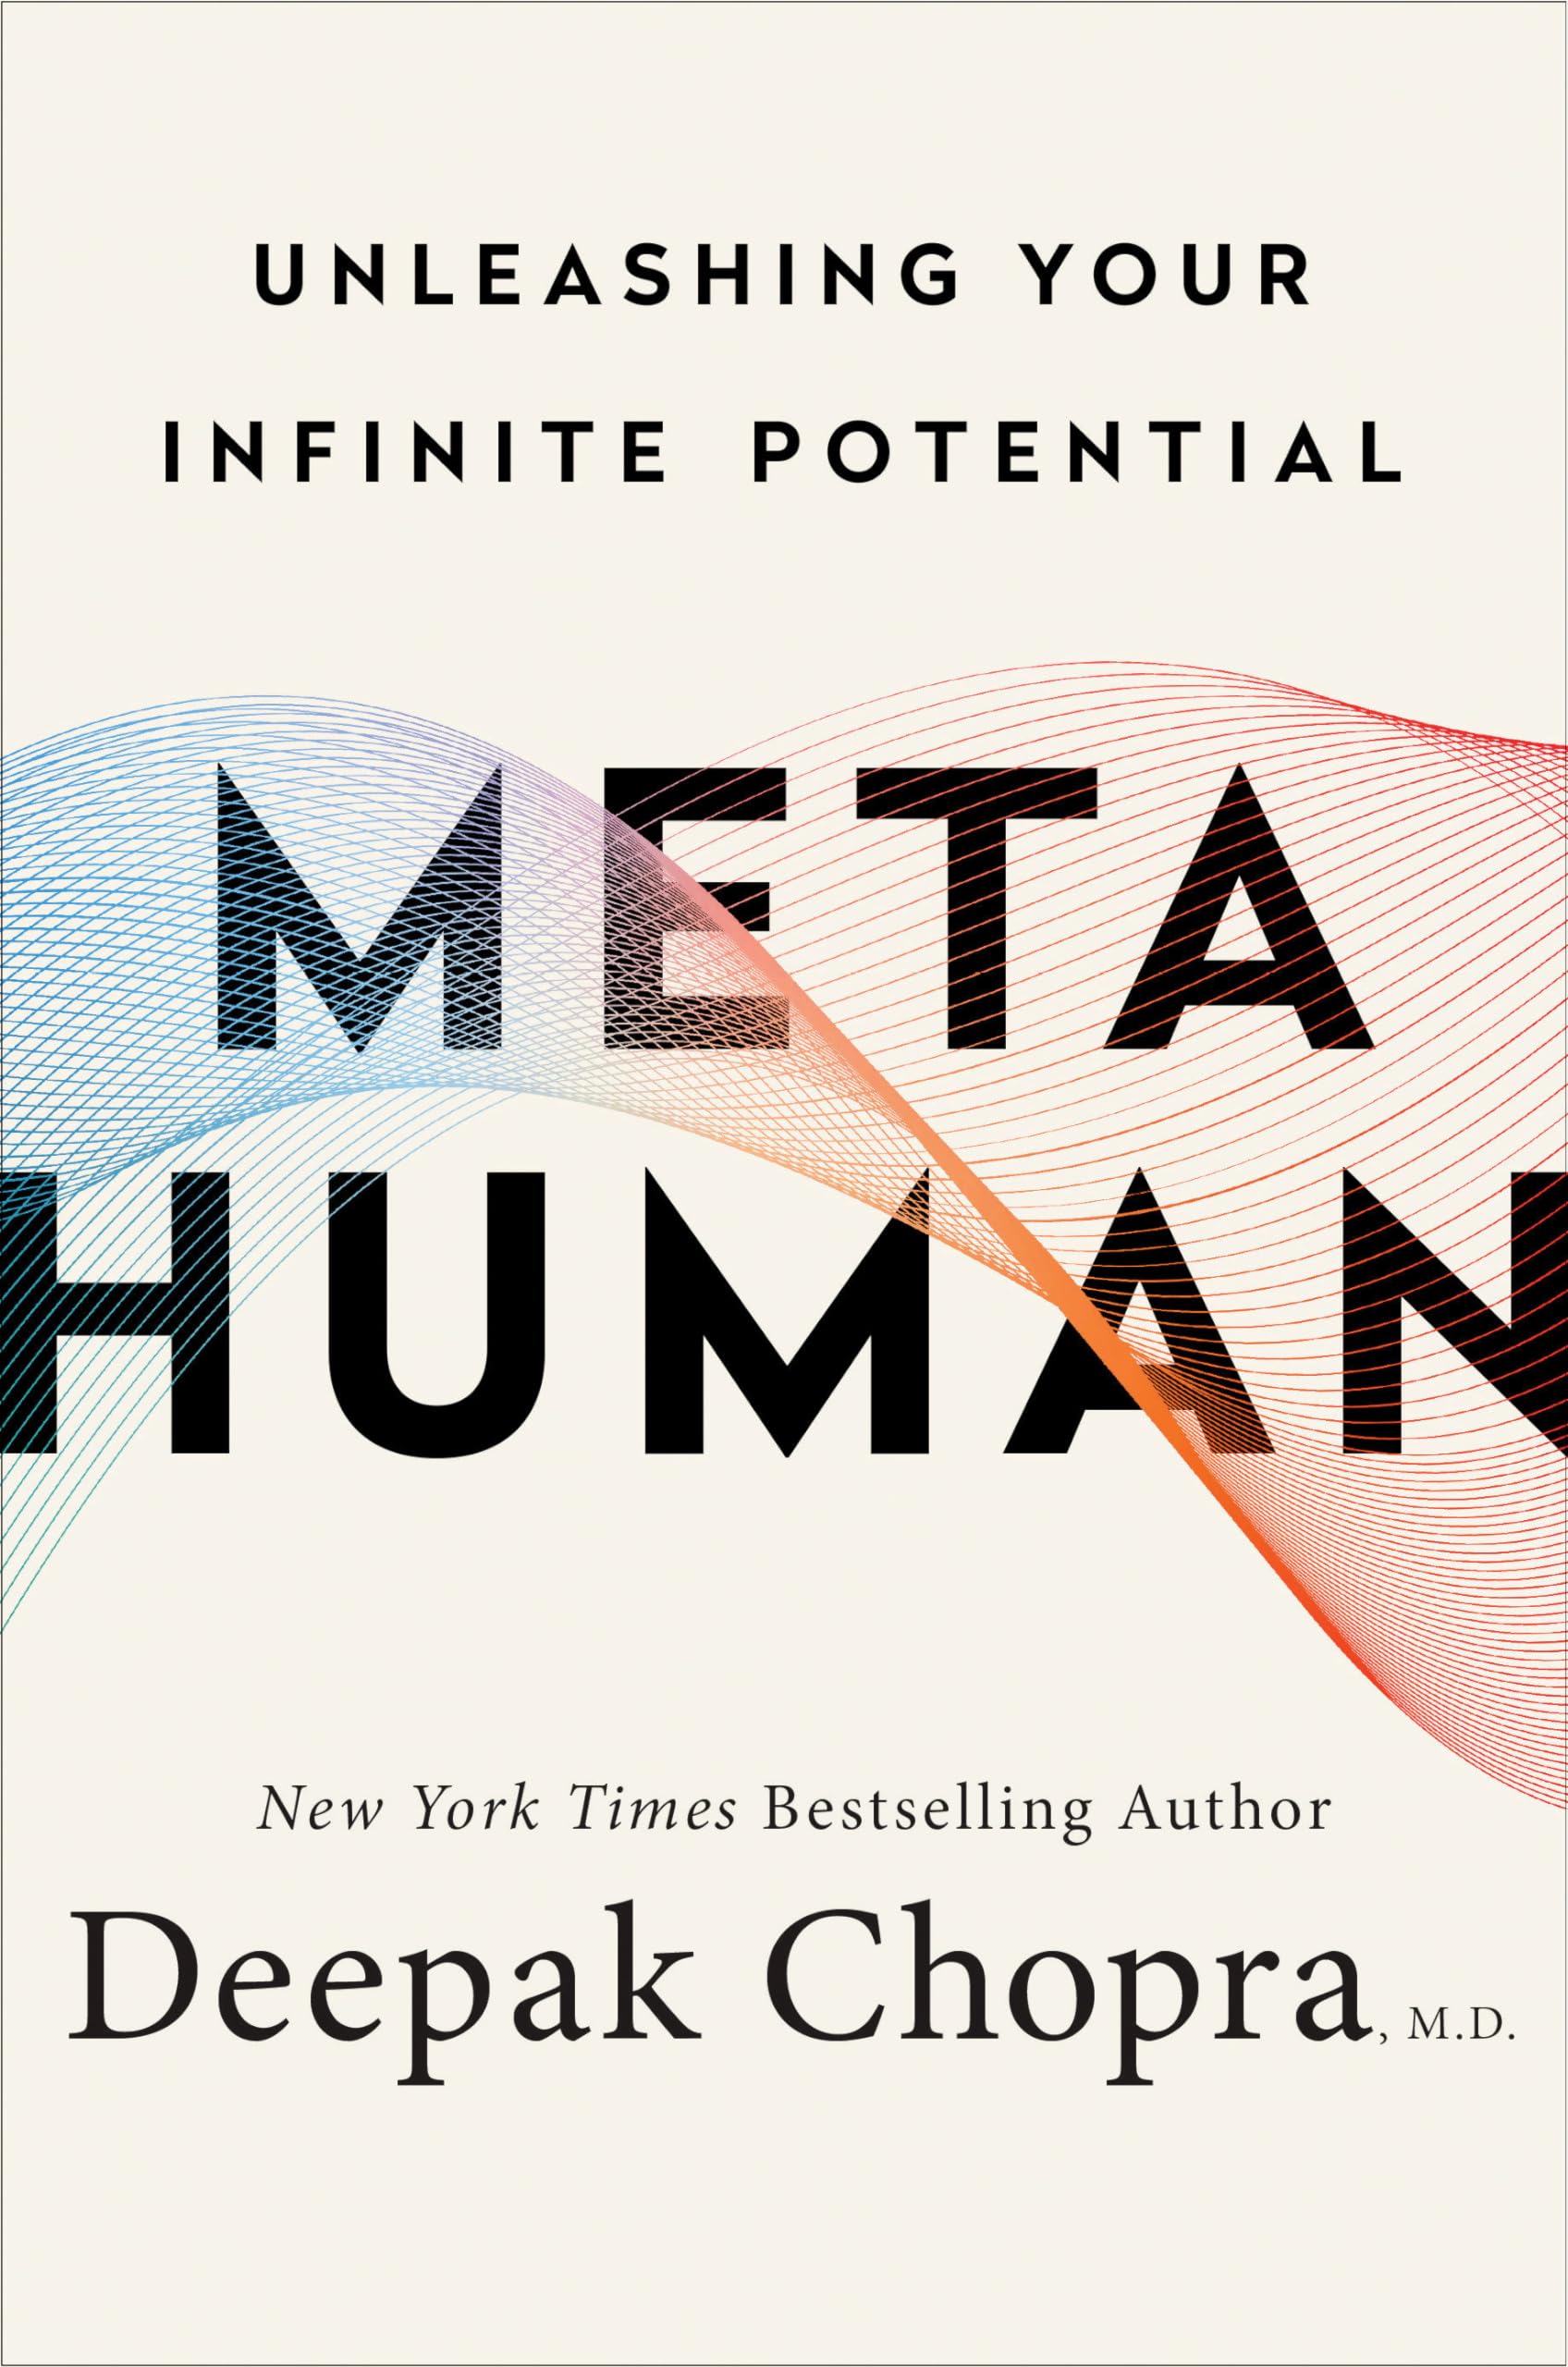 UNLEASHING YOUR
INFINITE POTENTIAL
META
HUMAN
New York Times Bestselling Author
Deepak Chopra, M.D.